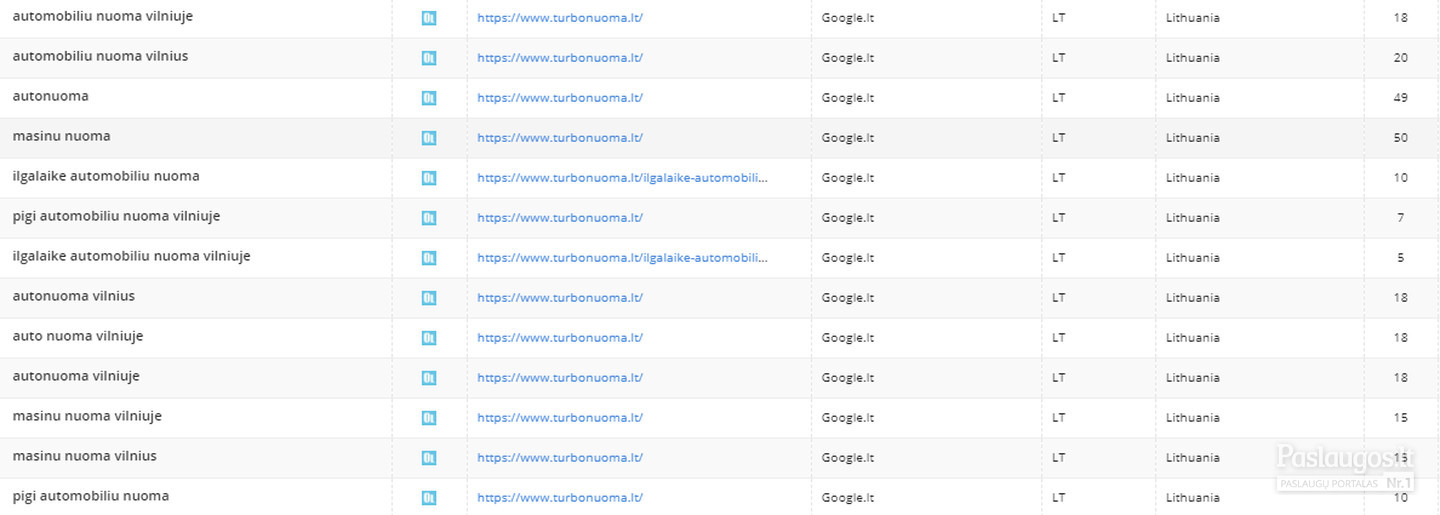 automobiliu nuoma vilniuje https://www.turbonuoma.lt/ Google.lt LT Lithuania 18
automobiliu nuoma vilnius https://www.turbonuoma.lt/ Google.lt LT Lithuania 20
autonuoma https://www.turbonuoma.lt/ Google.lt LT Lithuania 49
masinu nuoma https://www.turbonuoma.lt/ Google.lt LT Lithuania 50
ilgalaike automobiliu nuoma https://www.turbonuoma.lt/ilgalaike-automobili... Google.lt LT Lithuania 10
pigi automobiliu nuoma vilniuje https://www.turbonuoma.lt/ Google.lt LT Lithuania 7
ilgalaike automobiliu nuoma vilniuje https://www.turbonuoma.lt/ilgalaike-automobili... Google.lt LT Lithuania 5
autonuoma vilnius https://www.turbonuoma.lt/ Google.lt LT Lithuania 18
auto nuoma vilniuje https://www.turbonuoma.lt/ Google.lt LT Lithuania 18
autonuoma vilniuje https://www.turbonuoma.lt/ Google.lt LT Lithuania 18
masinu nuoma vilniuje https://www.turbonuoma.lt/ Google.lt LT Lithuania 15
masinu nuoma vilnius https://www.turbonuoma.lt/ Google.lt LT Lithuania
pigi automobiliu nuoma https://www.turbonuoma.lt/ Google.lt LT Lithuania 10
Paslaugos.lt
PASLAUGŲ PORTALAS Nr.1